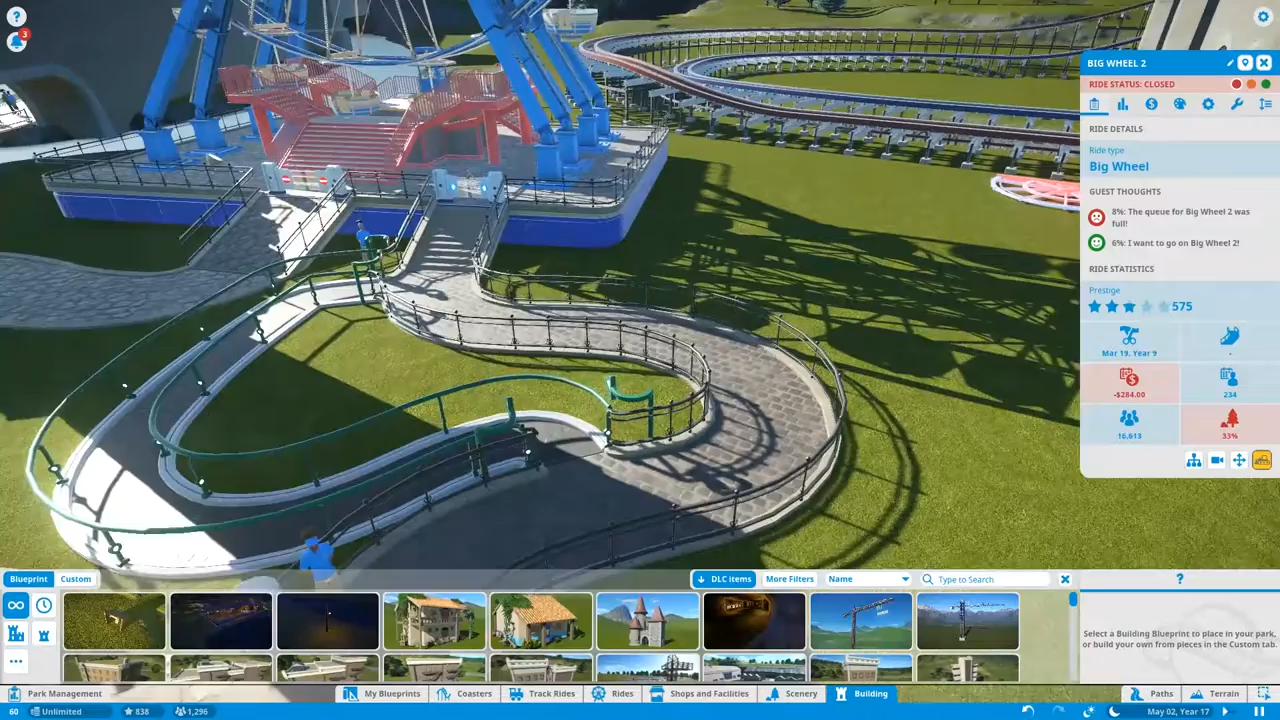 ?
3
BIG WHEEL 2
RIDE STATUS: CLOSED
RIDE DETAILS
Ride type
Big Wheel
GUEST THOUGHTS
8%: The queue for Big Wheel 2 was
full!
6%: I want to go on Big Wheel 2!
RIDE STATISTICS
Prestige
575
Mar 19, Year 9
-
-$284.00
234
16,613
33%
Blueprint
Custom
DLC items
More Filters
Name
Type to Search
?
Select a Building Blueprint to place in your park,
or build your own from pieces in the Custom tab.
Park Management
My Blueprints
Coasters
Track Rides
Rides
Shops and Facilities
Scenery
Building
Paths
Terrain
60
Unlimited
838
1,296
May 02, Year 17